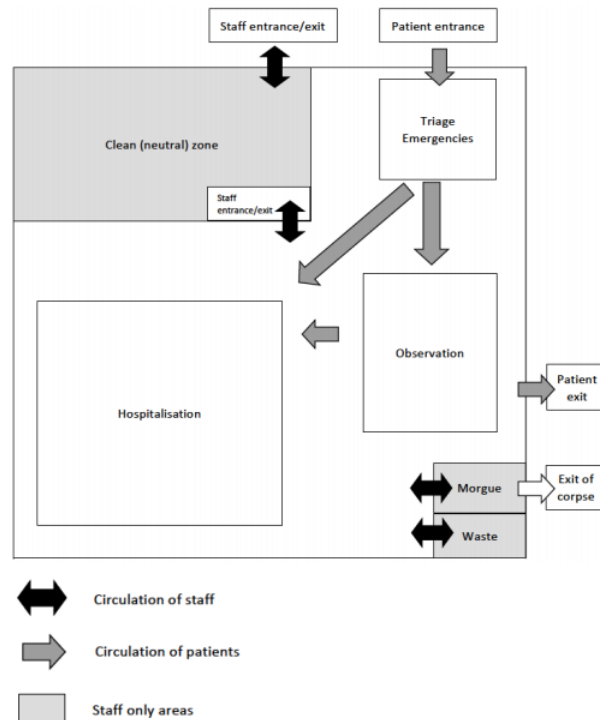 Staff entrance/exit
Patient entrance
Clean (neutral) zone
Triage
Emergencies
Staff
entrance/exit
Observation
Hospitalisation
Patient
exit
Morgue
Exit of
corpse
Waste
Circulation of staff
Circulation of patients
Staff only areas